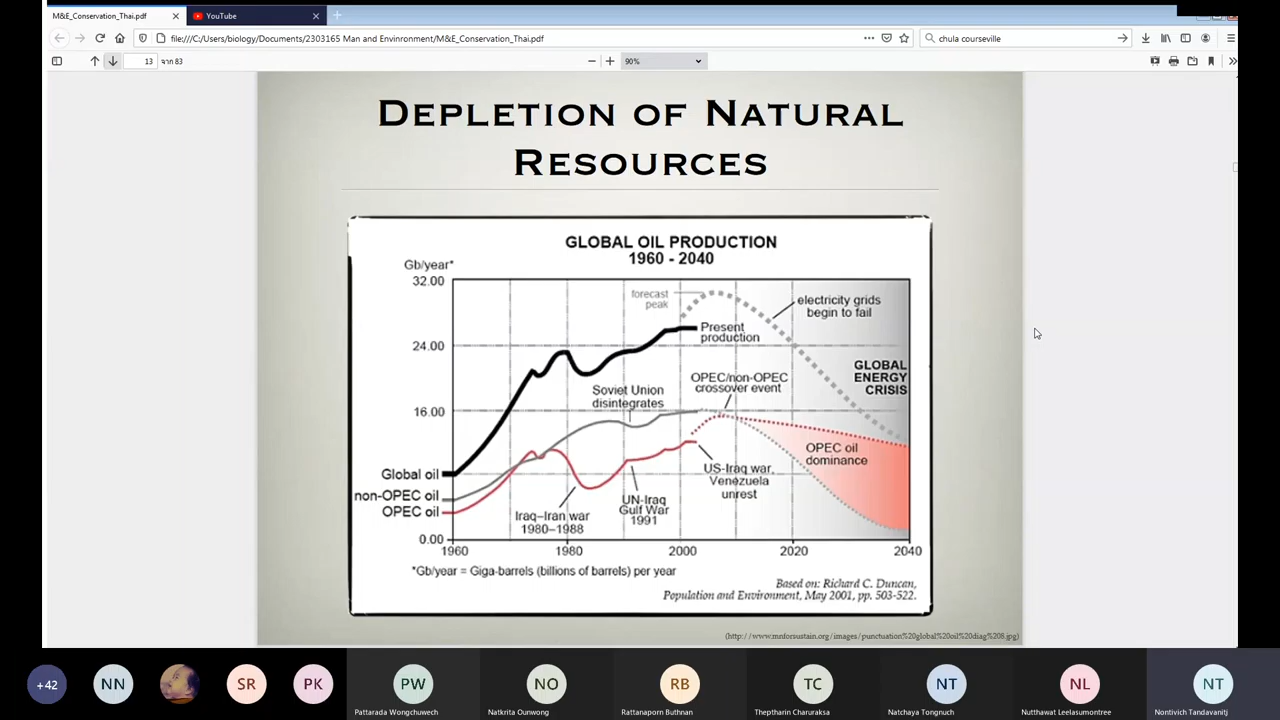 M&E_Conservation_Thai.pdf
YouTube
file:///C:/Users/biology/Documents/2303165 Man and Envinronment/M&E_Conservation_Thai.pdf
chula courseville
13 จาก 83
90%
DEPLETION OF NATURAL
RESOURCES
GLOBAL OIL PRODUCTION
1960 - 2040
Gb/year*
32.00
24.00
16.00
0.00
forecast
peak
electricity grids
begin to fail
Present
production
GLOBAL
ENERGY
CRISIS
OPEC/non-OPEC
crossover event
Soviet Union
disintegrates
OPEC oil
dominance
Global oil
non-OPEC oil
OPEC oil
US-Iraq war,
Venezuela
unrest
UN-Iraq
Gulf War
1991
Iraq–Iran war
1980–1988
1960
1980
2000
2020
2040
*Gb/year = Giga-barrels (billions of barrels) per year
Based on: Richard C. Duncan,
Population and Environment, May 2001, pp. 503-522.
(http://www.mnforsustain.org/images/punctuation%20global%20oil%20diag%208.jpg)
+42
NN
SR
PK
PW
NO
RB
TC
NT
NL
NT
Pattarada Wongchuwech
Natkrita Ounwong
Rattanaporn Buthnan
Theptharin Charuraksa
Natchaya Tongnuch
Nutthawat Leelasumontree
Nontivich Tandavanitj